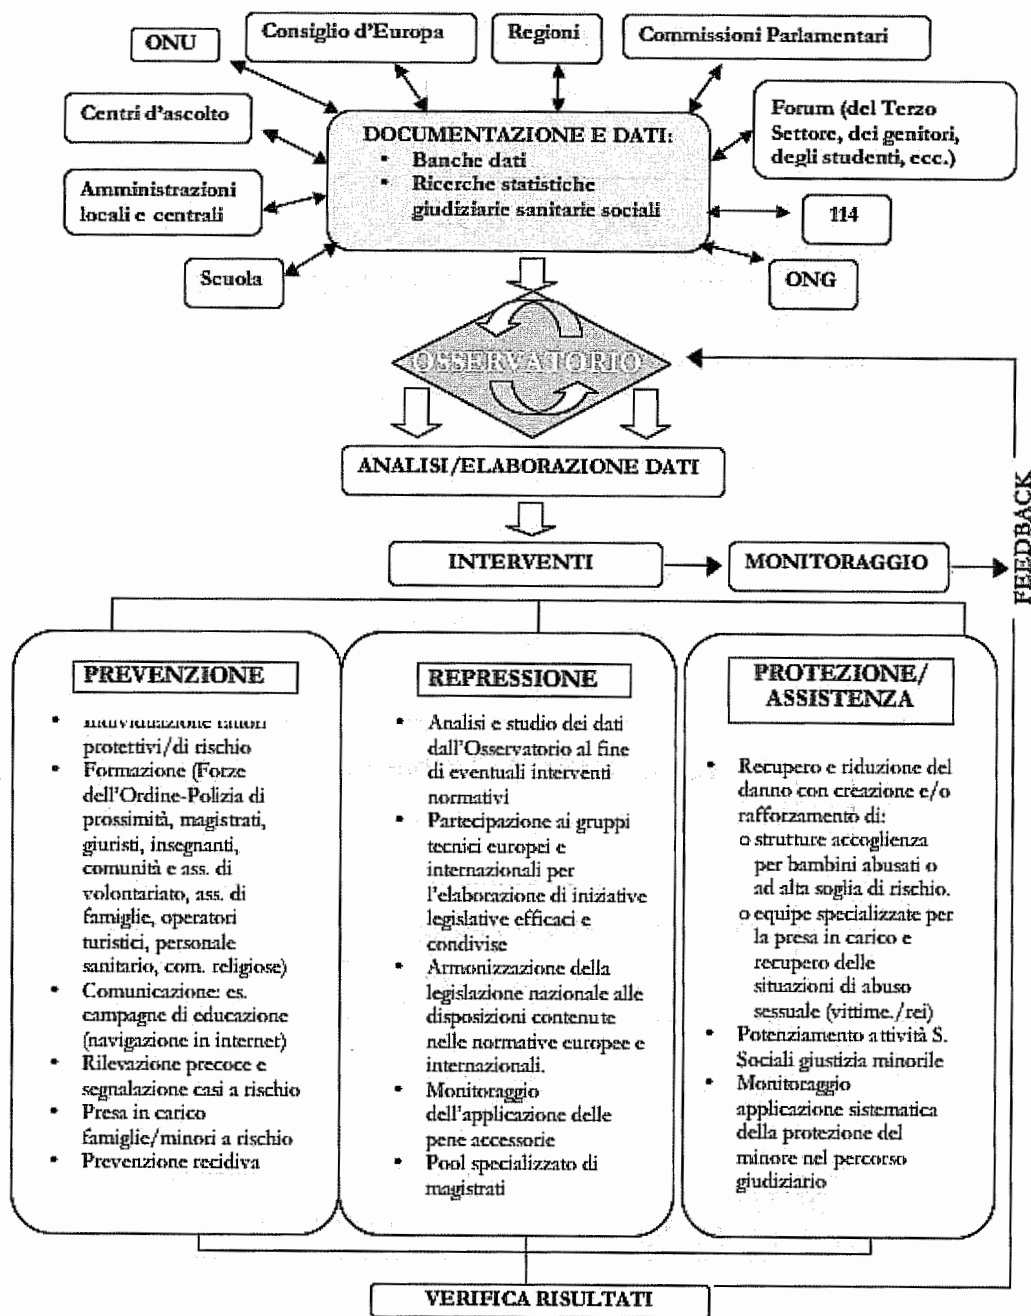 ONU
Consiglio d'Europa
Regioni
Commissioni Parlamentari
Centri d'ascolto
Amministrazioni
locali e centrali
Scuola
DOCUMENTAZIONE E DATI:
• Banche dati
• Ricerche statistiche
giudiziarie sanitarie sociali
Forum (del Terzo
Settore, dei genitori,
degli studenti, ecc.)
114
ONG
OSSERVATORIO
ANALISI/ELABORAZIONE DATI
INTERVENTI
MONITORAGGIO
FEEDBACK
PREVENZIONE
• Individuazione fattori
protettivi/di rischio
• Formazione (Forze
dell'Ordine-Polizia di
prossimità, magistrati,
giuristi, insegnanti,
comunità e ass. di
volontariato, ass. di
famiglie, operatori
turistici, personale
sanitario, com. religiose)
• Comunicazione: es.
campagne di educazione
(navigazione in internet)
• Rilevazione precoce e
segnalazione casi a rischio
• Presa in carico
famiglie/minori a rischio
• Prevenzione recidiva
REPRESSIONE
• Analisi e studio dei dati
dall'Osservatorio al fine
di eventuali interventi
normativi
• Partecipazione ai gruppi
tecnici europei e
internazionali per
l'elaborazione di iniziative
legislative efficaci e
condivise
• Armonizzazione della
legislazione nazionale alle
disposizioni contenute
nelle normative europee e
internazionali.
• Monitoraggio
dell'applicazione delle
pene accessorie
• Pool specializzato di
magistrati
PROTEZIONE/
ASSISTENZA
• Recupero e riduzione del
danno con creazione e/o
rafforzamento di:
o strutture accoglienza
per bambini abusati o
ad alta soglia di rischio.
o equipe specializzate per
la presa in carico e
recupero delle
situazioni di abuso
sessuale (vittime./rei)
• Potenziamento attività S.
Sociali giustizia minorile
• Monitoraggio
applicazione sistematica
della protezione del
minore nel percorso
giudiziario
VERIFICA RISULTATI